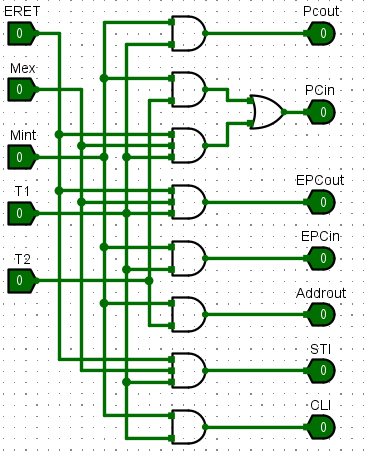 ERET
Pcout
0
0
Mex
PCin
0
0
Mint
0
EPCout
T1
0
0
EPCin
T2
0
0
Addrout
0
STI
0
CLI
0